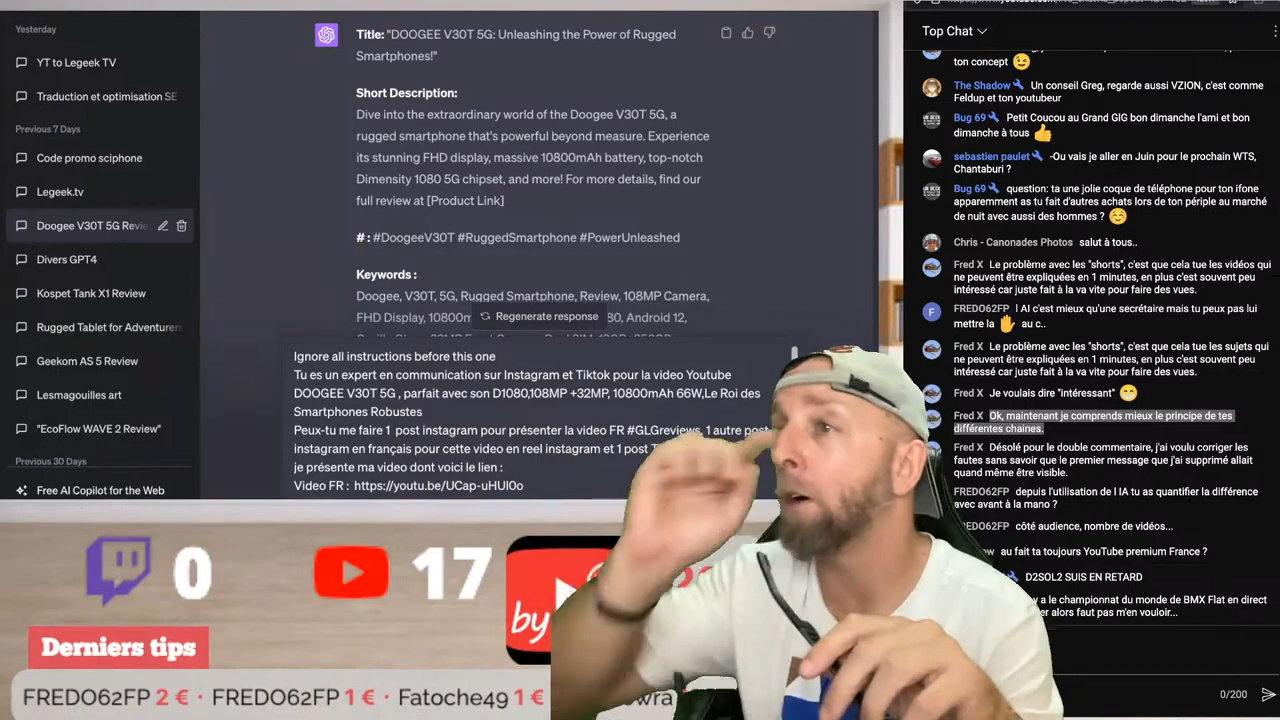 Yesterday
YT to Legeek TV
Traduction et optimisation SE
Previous 7 Days
Code promo sciphone
Legeek.tv
Doogee V30T 5G Revie
Divers GPT4
Kospet Tank X1 Review
Rugged Tablet for Adventurers
Geekom AS 5 Review
Lesmagouilles act
"EcoFlow WAVE 2 Review"
Previous 30 Days
Free AI Copilot for the Web
Title: "DOOGEE V30T 5G: Unleashing the Power of Rugged
Smartphones!"
Short Description:
Dive into the extraordinary world of the Doogee V30T 5G, a
rugged smartphone that's powerful beyond measure. Experience
its stunning FHD display, massive 10800mAh battery, top-notch
Dimensity 1080 5G chipset, and more! For more details, find our
full review at [Product Link]
# : #DoogeeV30T #RuggedSmartphone #PowerUnleashed
Keywords :
Doogee, V30T, 5G, Rugged Smartphone, Review, 108MP Camera,
FHD Display, 10800m
80, Android 12,
Regenerate response
Ignore all instructions before this one
Tu es un expert en communication sur Instagram et Tiktok pour la video Youtube
DOOGEE V30T 5G , parfait avec son D1080,108MP +32MP, 10800mAh 66W,Le Roi des
Smartphones Robustes
Peux-tu me faire 1 post instagram pour présenter la video FR #GLGreviews, 1 autre post
instagram en français pour cette video en reel instagram et 1 post
je présente ma video dont voici le lien :
Video FR : https://youtu.be/UCap-uHUI0o
0
17
by
Derniers tips
FREDO62FP 2 € · FREDO62FP 1 € · Fatoche49 1 €
owra
Top Chat
ton concept
The Shadow Un conseil Greg, regarde aussi VZION, c'est comme
Feldup et ton youtubeur
Bug 69 Petit Coucou au Grand GIG bon dimanche l'ami et bon
dimanche à tous
sebastien paulet -Ou vais je aller en Juin pour le prochain WTS,
Chantaburi ?
Bug 69 question: ta une jolie coque de téléphone pour ton ifone
apparemment as tu fait d'autres achats lors de ton périple au marché
de nuit avec aussi des hommes ?
Chris - Canonades Photos salut à tous..
Fred X Le problème avec les "shorts", c'est que cela tue les vidéos qui
ne peuvent être expliquées en 1 minutes, en plus c'est souvent peu
intéressé car juste fait à la vite pour faire des vues.
FREDO62FP l AI c'est mieux qu'une secrétaire mais tu peux pas lui
mettre la au c..
Fred X Le problème avec les "shorts", c'est que cela tue les sujets qui
ne peuvent être expliquées en 1 minutes, en plus c'est souvent peu
intéressé car juste fait à la vite pour faire des vues.
Fred X Je voulais dire "intéressant"
Fred X Ok, maintenant je comprends mieux le principe de tes
différentes chaines.
Fred X Désolé pour le double commentaire, j'ai voulu corriger les
fautes sans savoir que le premier message que j'ai supprimé allait
quand même être visible.
FREDO62FP depuis l'utilisation de l IA tu as quantifier la différence
avec avant à la mano ?
FREDO62FP côté audience, nombre de vidéos...
au fait ta toujours YouTube premium France ?
D2SOL2 SUIS EN RETARD
y a le championnat du monde de BMX Flat en direct
alors faut pas m'en vouloir...
0/200